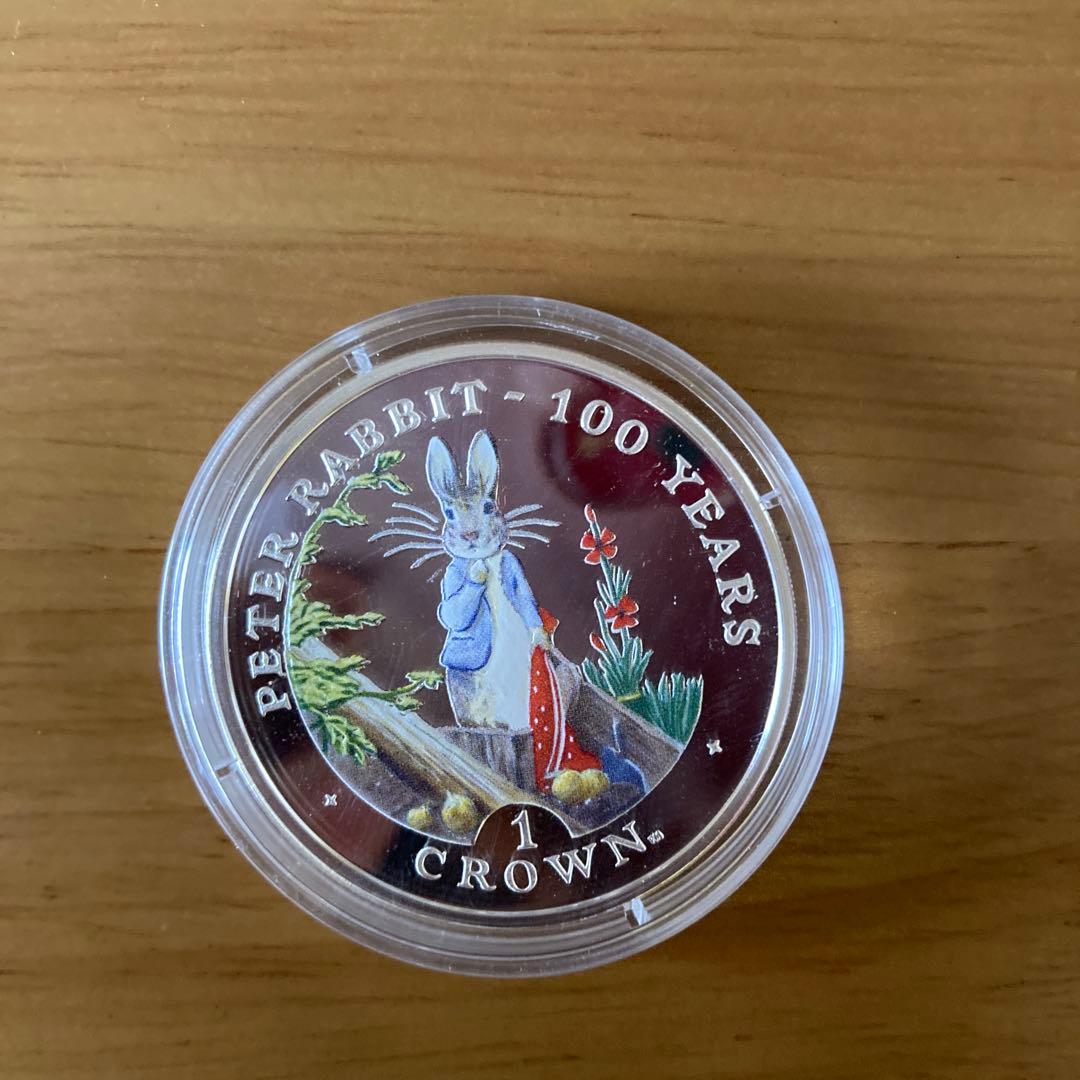 PETER RABBIT - 100 YEARS
1
CROWN